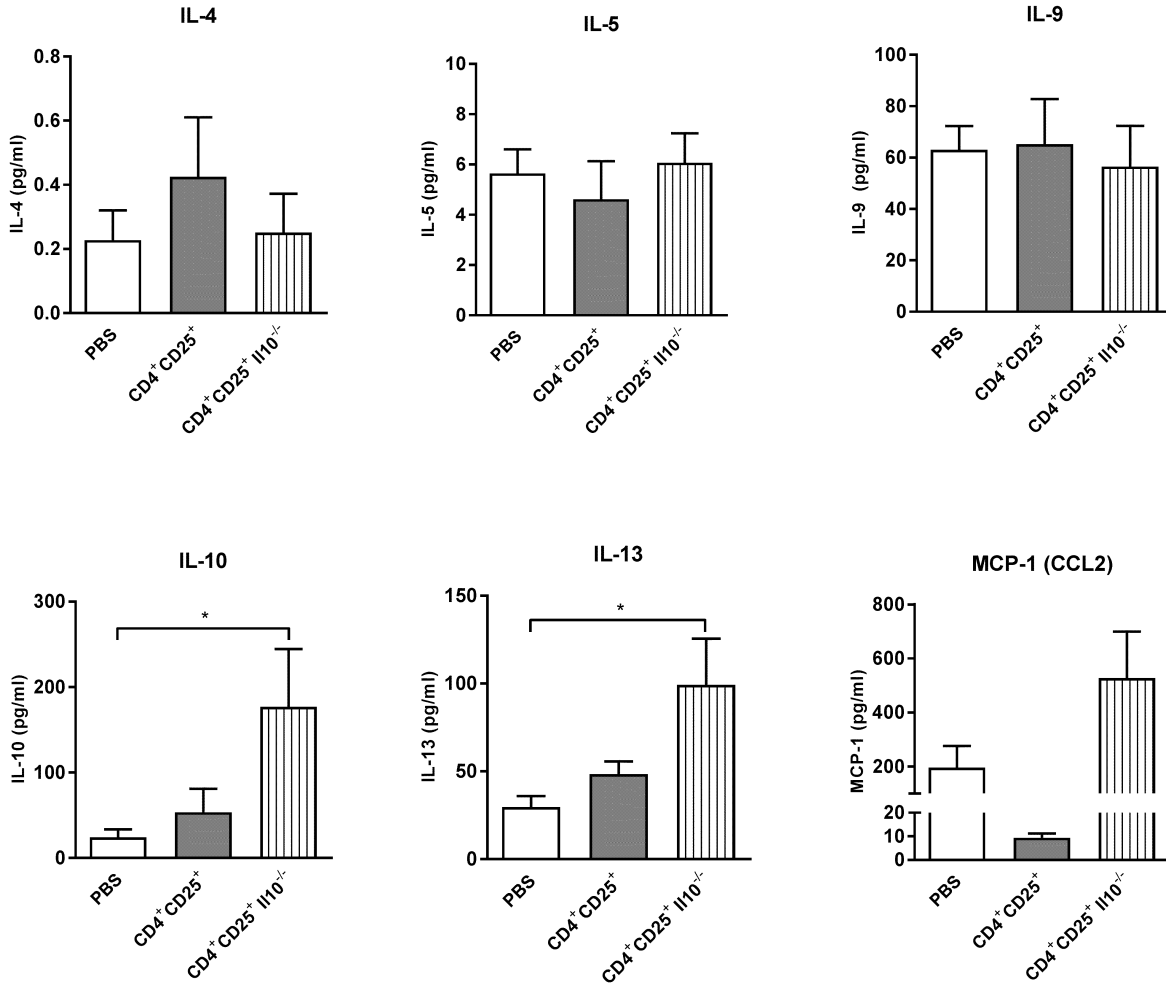 IL-4
IL-4 (pg/ml)
0.8
0.6
0.4
0.2
0.0
PBS
CD4⁺CD25⁺
CD4⁺CD25⁺ Il10⁻/⁻
IL-5
IL-5 (pg/ml)
10
8
6
4
2
0
PBS
CD4⁺CD25⁺
CD4⁺CD25⁺ Il10⁻/⁻
IL-9
IL-9 (pg/ml)
100
80
60
40
20
0
PBS
CD4⁺CD25⁺
CD4⁺CD25⁺ Il10⁻/⁻
IL-10
IL-10 (pg/ml)
300
200
100
0
*
PBS
CD4⁺CD25⁺
CD4⁺CD25⁺ Il10⁻/⁻
IL-13
IL-13 (pg/ml)
150
100
50
0
*
PBS
CD4⁺CD25⁺
CD4⁺CD25⁺ Il10⁻/⁻
MCP-1 (CCL2)
MCP-1 (pg/ml)
800
600
400
200
20
10
0
PBS
CD4⁺CD25⁺
CD4⁺CD25⁺ Il10⁻/⁻